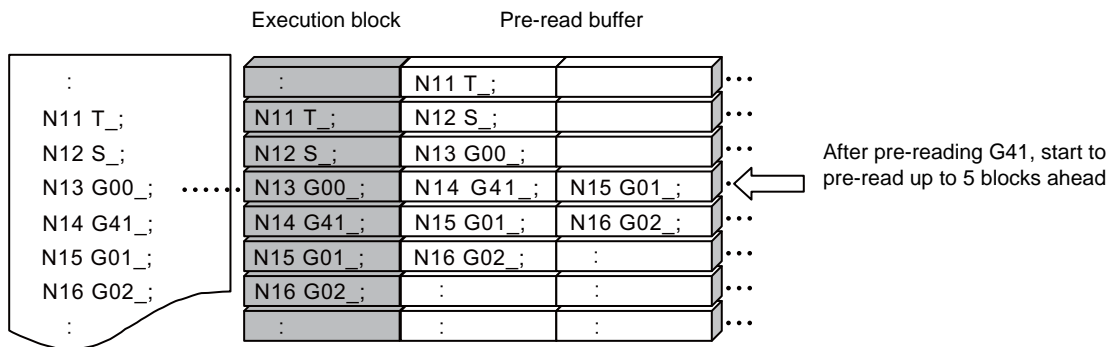 Execution block Pre-read buffer
:
N11 T_;
N12 S_;
N13 G00_; ......
N14 G41_;
N15 G01_;
N16 G02_;
:
: N11 T_; ...
N11 T_; N12 S_; ...
N12 S_; N13 G00_; ...
N13 G00_; N14 G41_; N15 G01_; ...
N14 G41_; N15 G01_; N16 G02_; ...
N15 G01_; N16 G02_; : ...
N16 G02_; : : ...
: : : ...
After pre-reading G41, start to
pre-read up to 5 blocks ahead